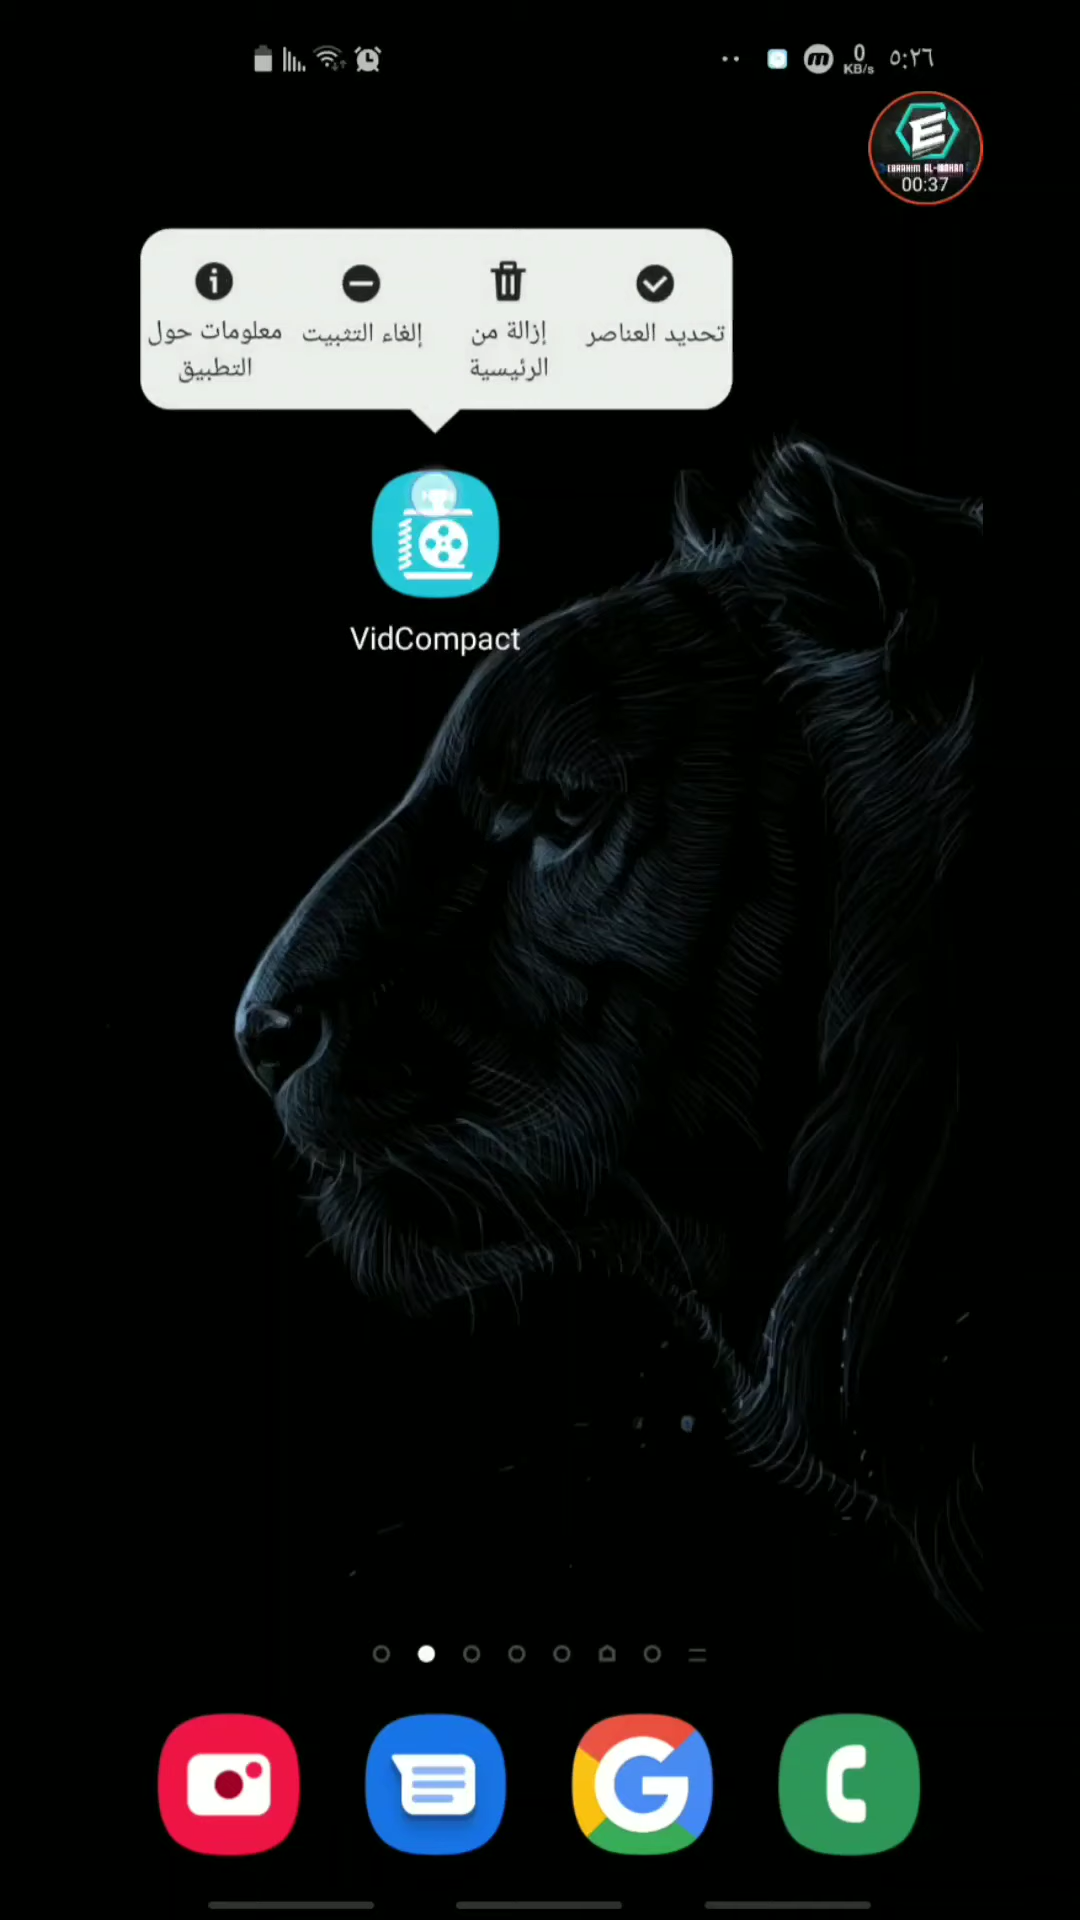 ٥:٢٦
0
KB/s
EBRAHIM AL-
00:37
تحديد العناصر
إزالة من
الرئيسية
إلغاء التثبيت
معلومات حول
التطبيق
VidCompact